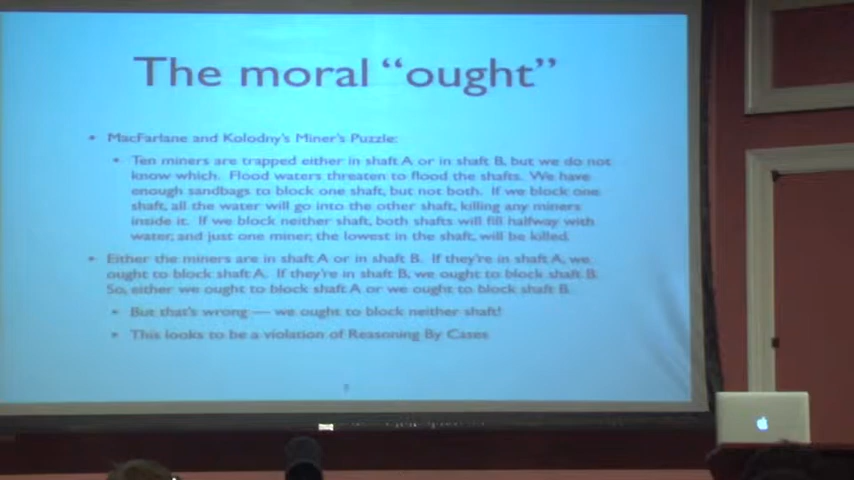 The moral “ought”
• MacFarlane and Kolodny's Miner's Puzzle:
• Ten miners are trapped either in shaft A or in shaft B, but we do not
know which. Flood waters threaten to flood the shafts. We have
enough sandbags to block one shaft, but not both. If we block one
shaft, all the water will go into the other shaft, killing any miners
inside it. If we block neither shaft, both shafts will fill halfway with
water, and just one miner, the lowest in the shaft, will be killed.
• Either the miners are in shaft A or in shaft B. If they're in shaft A, we
ought to block shaft A. If they're in shaft B, we ought to block shaft B.
So, either we ought to block shaft A or we ought to block shaft B.
• But that's wrong — we ought to block neither shaft!
• This looks to be a violation of Reasoning By Cases